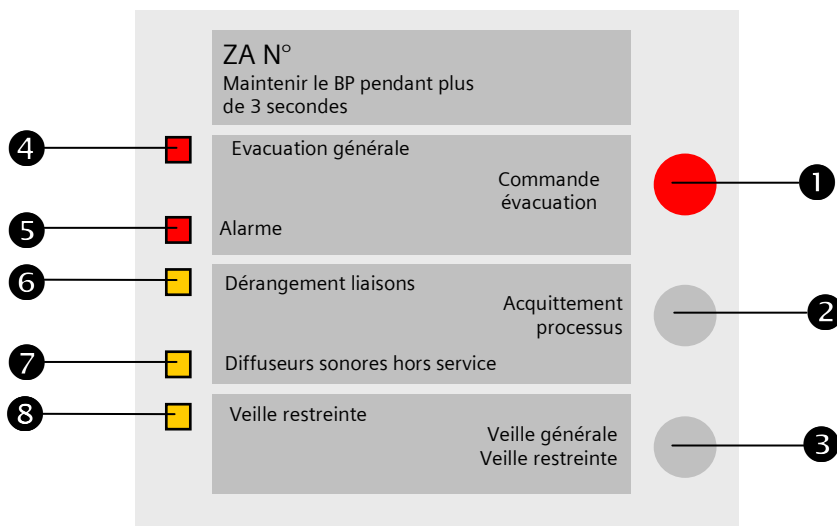 ZA N°
Maintenir le BP pendant plus
de 3 secondes
4
Evacuation générale
Commande
évacuation
1
5
Alarme
6
Dérangement liaisons
Acquittement
processus
2
7
Diffuseurs sonores hors service
8
Veille restreinte
Veille générale
Veille restreinte
3